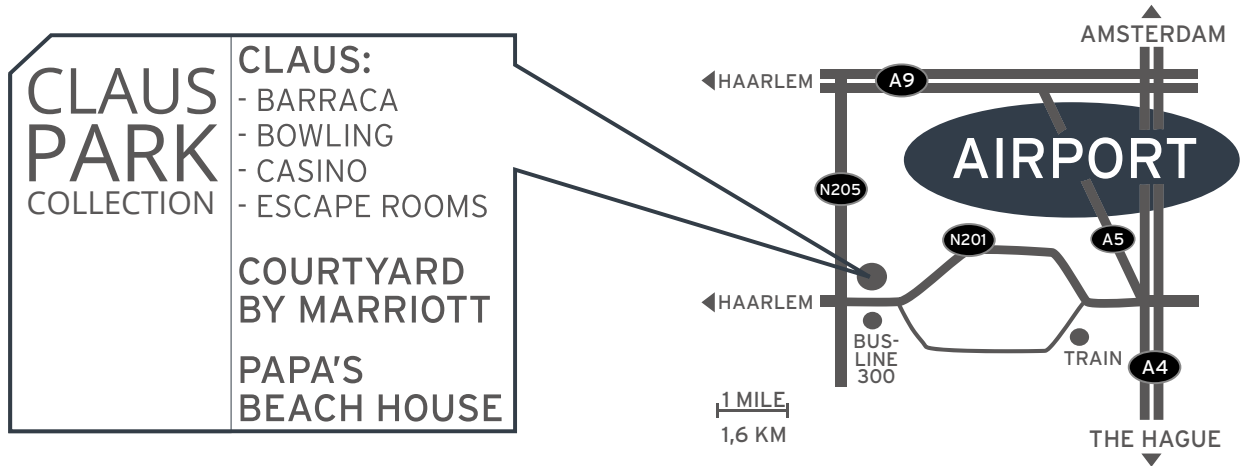 CLAUS
PARK
COLLECTION
CLAUS:
- BARRACA
- BOWLING
- CASINO
- ESCAPE ROOMS
COURTYARD
BY MARRIOTT
PAPA'S
BEACH HOUSE
AMSTERDAM
HAARLEM
A9
AIRPORT
N205
N201
A5
HAARLEM
BUS-
LINE
300
TRAIN
A4
1 MILE
1,6 KM
THE HAGUE